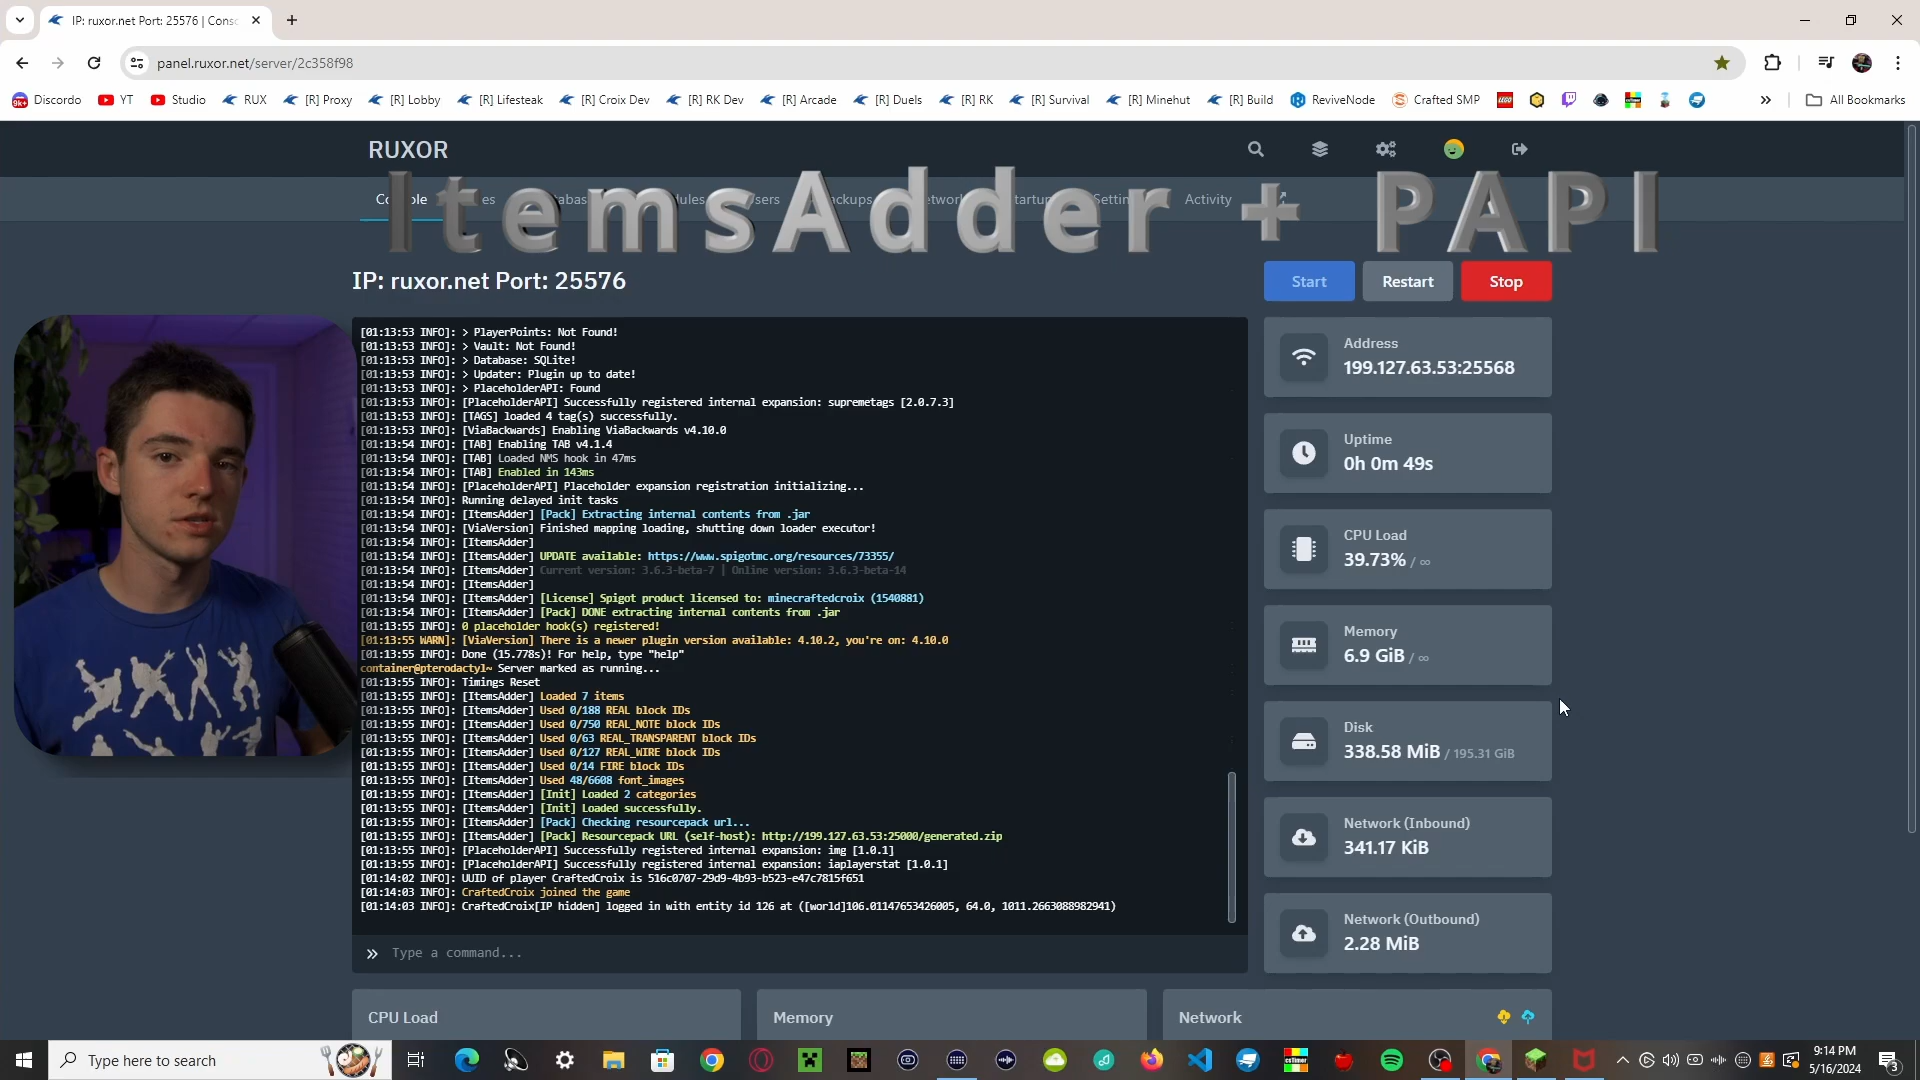 IP: ruxor.net Port: 25576 | Conso
panel.ruxor.net/server/2c358f98
9k+
Discordo
YT
Studio
RUX
[R] Proxy
[R] Lobby
[R] Lifesteak
[R] Croix Dev
[R] RK Dev
[R] Arcade
[R] Duels
[R] RK
[R] Survival
[R] Minehut
[R] Build
ReviveNode
Crafted SMP
All Bookmarks
RUXOR
Activity
ItemsAdder + PAPI
IP: ruxor.net Port: 25576
Start
Restart
Stop
[01:13:53 INFO]: > PlayerPoints: Not Found!
[01:13:53 INFO]: > Vault: Not Found!
[01:13:53 INFO]: > Database: SQLite!
[01:13:53 INFO]: > Updater: Plugin up to date!
[01:13:53 INFO]: > PlaceholderAPI: Found
[01:13:53 INFO]: [PlaceholderAPI] Successfully registered internal expansion: supremetags [2.0.7.3]
[01:13:53 INFO]: [TAGS] loaded 4 tag(s) successfully.
[01:13:53 INFO]: [ViaBackwards] Enabling ViaBackwards v4.10.0
[01:13:54 INFO]: [TAB] Enabling TAB v4.1.4
[01:13:54 INFO]: [TAB] Loaded NMS hook in 47ms
[01:13:54 INFO]: [TAB] Enabled in 143ms
[01:13:54 INFO]: [PlaceholderAPI] Placeholder expansion registration initializing...
[01:13:54 INFO]: Running delayed init tasks
[01:13:54 INFO]: [ItemsAdder] [Pack] Extracting internal contents from .jar
[01:13:54 INFO]: [ViaVersion] Finished mapping loading, shutting down loader executor!
[01:13:54 INFO]: [ItemsAdder]
[01:13:54 INFO]: [ItemsAdder] UPDATE available: https://www.spigotmc.org/resources/73355/
[01:13:54 INFO]: [ItemsAdder] Current version: 3.6.3-beta-7 | Online version: 3.6.3-beta-14
[01:13:54 INFO]: [ItemsAdder]
[01:13:54 INFO]: [ItemsAdder] [License] Spigot product licensed to: minecraftedcroix (1540881)
[01:13:54 INFO]: [ItemsAdder] [Pack] DONE extracting internal contents from .jar
[01:13:55 INFO]: 0 placeholder hook(s) registered!
[01:13:55 WARN]: [ViaVersion] There is a newer plugin version available: 4.10.2, you're on: 4.10.0
[01:13:55 INFO]: Done (15.778s)! For help, type "help"
container@pterodactyl~ Server marked as running...
[01:13:55 INFO]: Timings Reset
[01:13:55 INFO]: [ItemsAdder] Loaded 7 items
[01:13:55 INFO]: [ItemsAdder] Used 0/188 REAL block IDs
[01:13:55 INFO]: [ItemsAdder] Used 0/750 REAL_NOTE block IDs
[01:13:55 INFO]: [ItemsAdder] Used 0/63 REAL_TRANSPARENT block IDs
[01:13:55 INFO]: [ItemsAdder] Used 0/127 REAL_WIRE block IDs
[01:13:55 INFO]: [ItemsAdder] Used 0/14 FIRE block IDs
[01:13:55 INFO]: [ItemsAdder] Used 48/6608 font_images
[01:13:55 INFO]: [ItemsAdder] [Init] Loaded 2 categories
[01:13:55 INFO]: [ItemsAdder] [Init] Loaded successfully.
[01:13:55 INFO]: [ItemsAdder] [Pack] Checking resourcepack url...
[01:13:55 INFO]: [ItemsAdder] [Pack] Resourcepack URL (self-host): http://199.127.63.53:25000/generated.zip
[01:13:55 INFO]: [PlaceholderAPI] Successfully registered internal expansion: img [1.0.1]
[01:13:55 INFO]: [PlaceholderAPI] Successfully registered internal expansion: iaplayerstat [1.0.1]
[01:14:02 INFO]: UUID of player CraftedCroix is 516c0707-29d9-4b93-b523-e47c7815f651
[01:14:03 INFO]: CraftedCroix joined the game
[01:14:03 INFO]: CraftedCroix[IP hidden] logged in with entity id 126 at ([world]106.01147653426005, 64.0, 1011.2663088982941)
Type a command...
Address
199.127.63.53:25568
Uptime
0h 0m 49s
CPU Load
39.73% / ∞
Memory
6.9 GiB / ∞
Disk
338.58 MiB / 195.31 GiB
Network (Inbound)
341.17 KiB
Network (Outbound)
2.28 MiB
CPU Load
Memory
Network
Type here to search
9:14 PM
5/16/2024
3